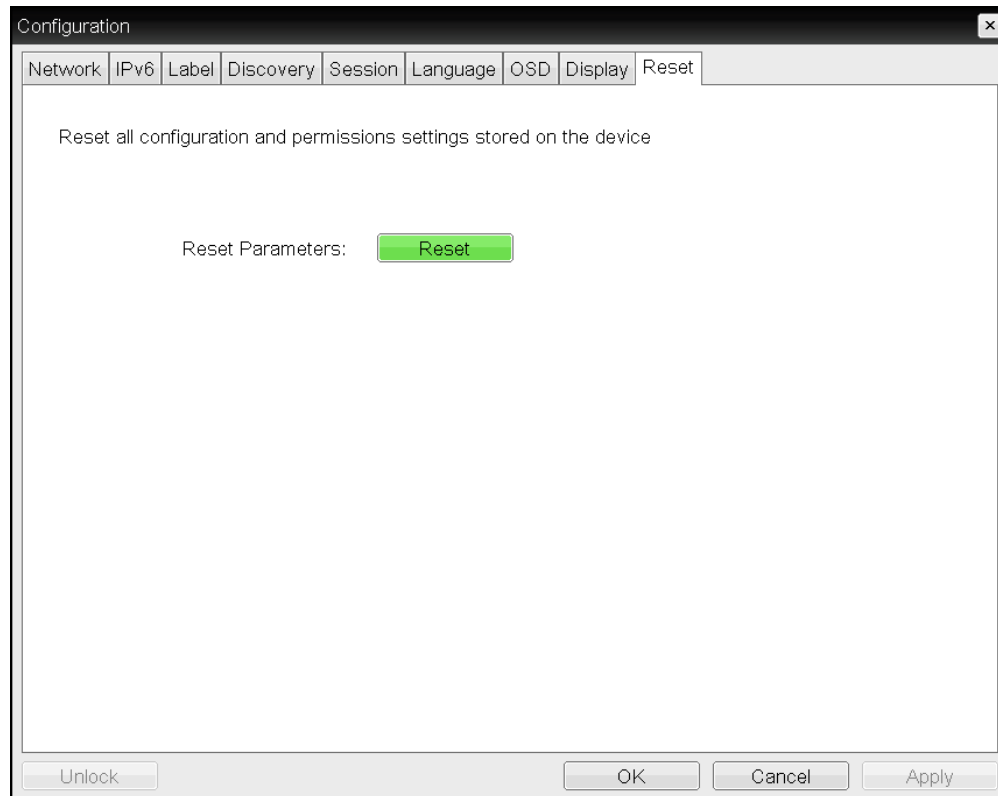 Configuration
Network IPv6 Label Discovery Session Language OSD Display Reset
Reset all configuration and permissions settings stored on the device
Reset Parameters: Reset
Unlock OK Cancel Apply